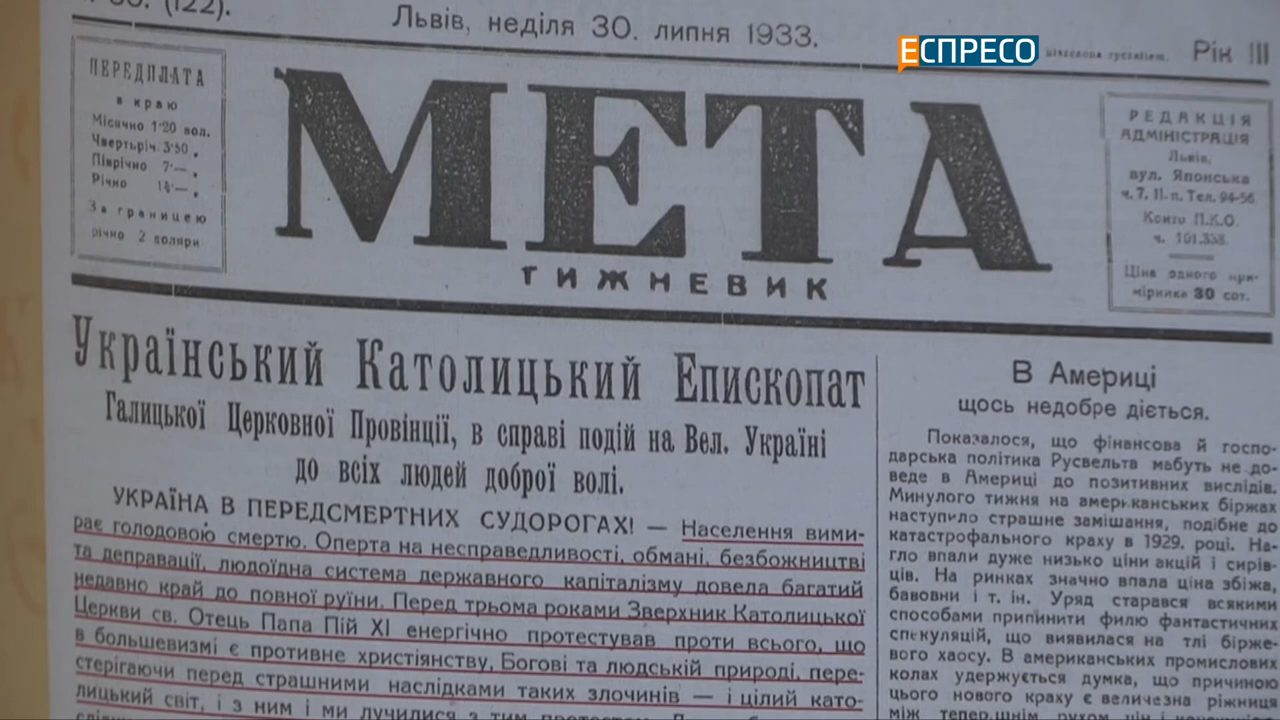 (122).
Львів, неділя 30. липня 1933.
ЕСПРЕСО
Рік III
ПЕРЕДПЛАТА
в краю
Місячно 1·20 зол.
Чвертьріч. 3·50 „
Піврічно 7·— „
Річно 14·— „
За границею
річно 2 доляри
МЕТА
ТИЖНЕВИК
РЕДАКЦІЯ
АДМІНІСТРАЦІЯ
Львів,
вул. Японська
ч. 7. II. п. Тел. 94-56
Конто П.К.О.
ч. 101.338.
Ціна одного при-
мірника 30 сот.
Український Католицький Епископат
Галицької Церковної Провінції, в справі подій на Вел. Україні
до всіх людей доброї волі.
УКРАЇНА В ПЕРЕДСМЕРТНИХ СУДОРОГАХ! — Населення вими-
рає голодовою смертю. Оперта на несправедливості, обмані, безбожництві
та деправації, людоїдна система державного капіталізму довела багатий
недавно край до повної руїни. Перед трьома роками Зверхник Католицької
Церкви св. Отець Папа Пій XI енергічно протестував проти всього, що
в большевизмі є противне християнству, Богові та людській природі, пере-
стерігаючи перед страшними наслідками таких злочинів — і цілий като-
лицький світ, і з ним і ми лучилися з тим протестом.
В Америці
щось недобре діється.
Показалося, що фінансова й госпо-
дарська політика Русвельта мабуть не до-
веде в Америці до позитивних вислідів.
Минулого тижня на американських біржах
наступило страшне замішання, подібне до
катастрофального краху в 1929. році. На-
гло впали дуже низько ціни акцій і сирів-
ців. На ринках значно впала ціна збіжа,
бавовни і т. ін. Уряд старався всякими
способами припинити филю фантастичних
спекуляцій, що виявилася на тлі бірже-
вого хаосу. В американських промислових
колах удержується думка, що причиною
цього нового краху є величезна ріжниця
між теперішнім рухом цін і